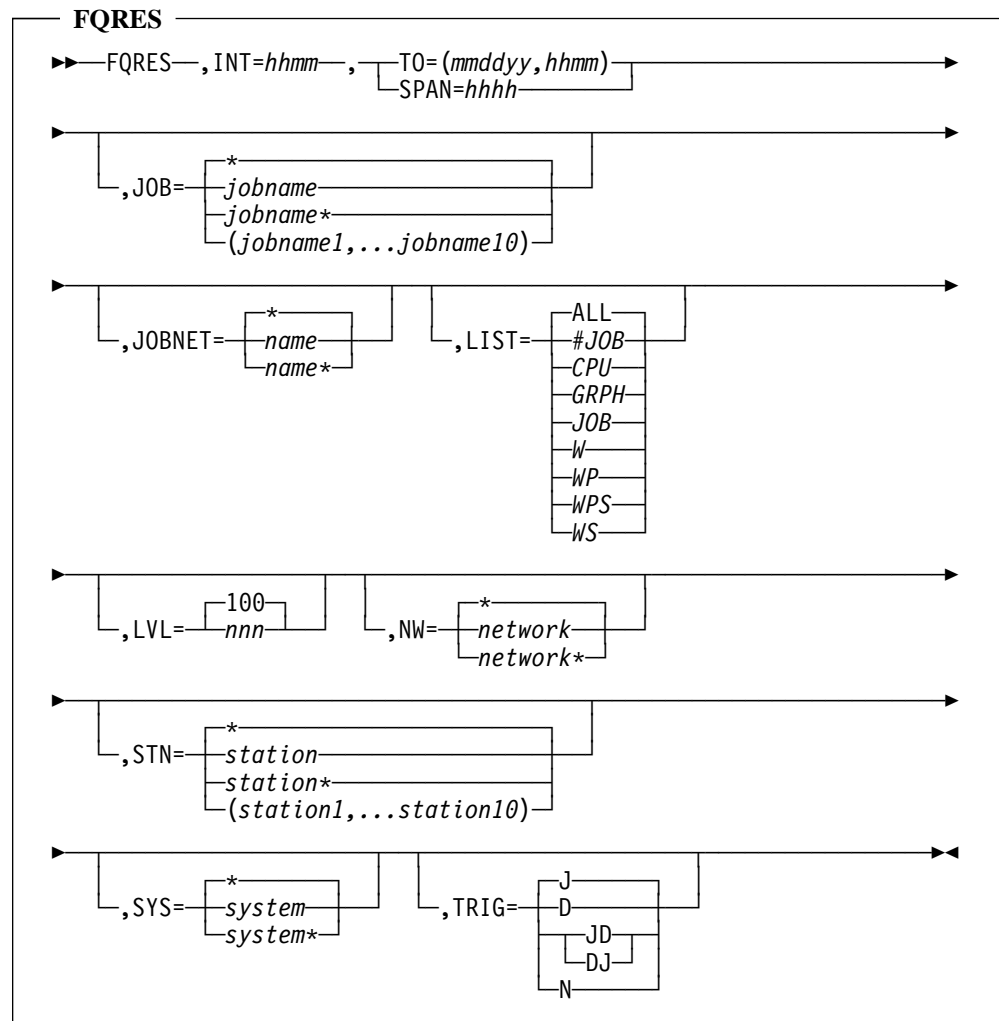 FQRES
FQRES ,INT=hhmm , TO=(mmddyy,hhmm)
SPAN=hhhh
*
,JOB= jobname
jobname*
(jobname1,...jobname10)
* ALL
,JOBNET= name ,LIST= #JOB
name* CPU
GRPH
JOB
W
WP
WPS
WS
100 *
,LVL= nnn ,NW= network
network*
*
,STN= station
station*
(station1,...station10)
* J
,SYS= system ,TRIG= D
system* JD
DJ
N